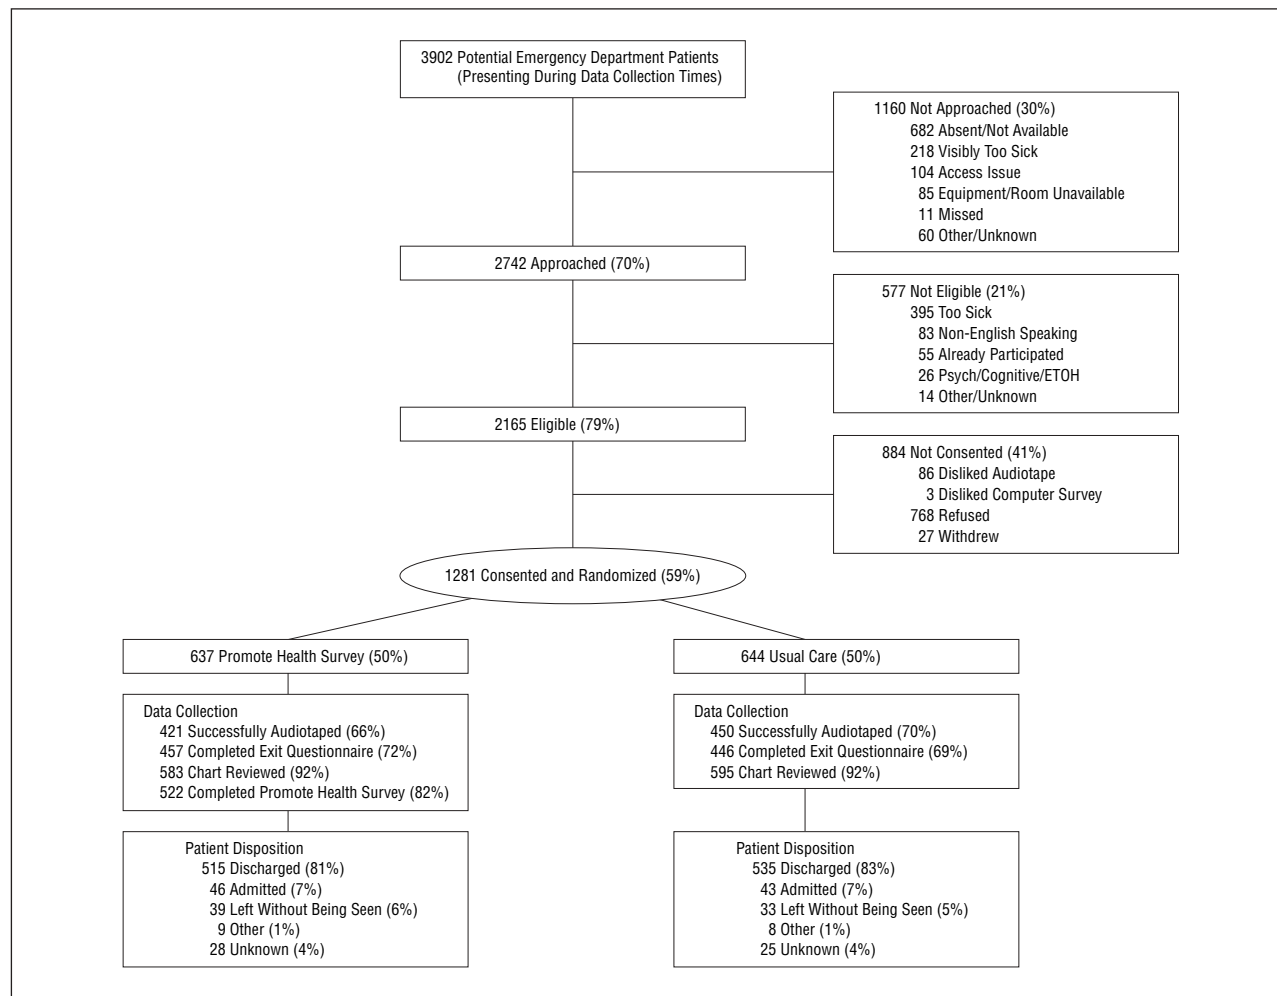 3902 Potential Emergency Department Patients
(Presenting During Data Collection Times)
1160 Not Approached (30%)
682 Absent/Not Available
218 Visibly Too Sick
104 Access Issue
85 Equipment/Room Unavailable
11 Missed
60 Other/Unknown
2742 Approached (70%)
577 Not Eligible (21%)
395 Too Sick
83 Non-English Speaking
55 Already Participated
26 Psych/Cognitive/ETOH
14 Other/Unknown
2165 Eligible (79%)
884 Not Consented (41%)
86 Disliked Audiotape
3 Disliked Computer Survey
768 Refused
27 Withdrew
1281 Consented and Randomized (59%)
637 Promote Health Survey (50%)
Data Collection
421 Successfully Audiotaped (66%)
457 Completed Exit Questionnaire (72%)
583 Chart Reviewed (92%)
522 Completed Promote Health Survey (82%)
Patient Disposition
515 Discharged (81%)
46 Admitted (7%)
39 Left Without Being Seen (6%)
9 Other (1%)
28 Unknown (4%)
644 Usual Care (50%)
Data Collection
450 Successfully Audiotaped (70%)
446 Completed Exit Questionnaire (69%)
595 Chart Reviewed (92%)
Patient Disposition
535 Discharged (83%)
43 Admitted (7%)
33 Left Without Being Seen (5%)
8 Other (1%)
25 Unknown (4%)